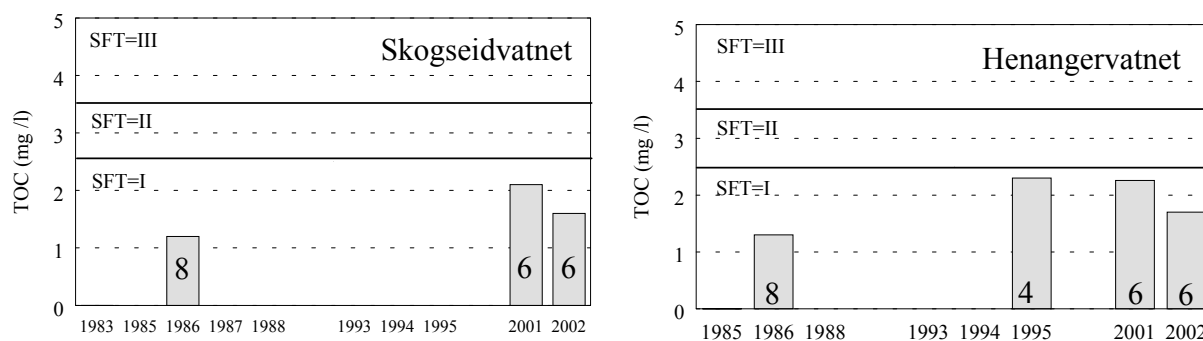 5
SFT=III
Skogseidvatnet
4
SFT=II
3
TOC (mg /l)
SFT=I
2
1
8
6
6
0
1983 1985 1986 1987 1988 1993 1994 1995 2001 2002
5
SFT=III
Henangervatnet
4
SFT=II
3
TOC (mg /l)
SFT=I
2
1
8
4
6
6
0
1985 1986 1988 1993 1994 1995 2001 2002